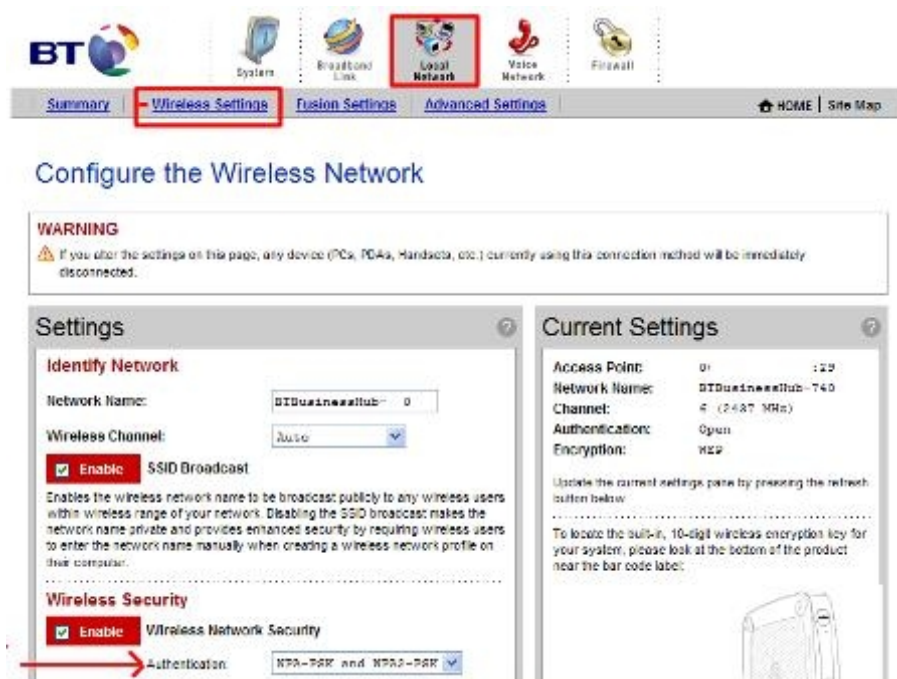 BT
System
Broadband Link
Local Network
Voice Network
Firewall
Summary
Wireless Settings
Fusion Settings
Advanced Settings
HOME | Site Map
Configure the Wireless Network
WARNING
If you alter the settings on this page, any device (PCs, PDAs, Handsets, etc.) currently using this connection method will be immediately
disconnected.
Settings
Identify Network
Network Name: BTBusinessHub- 0
Wireless Channel: Auto
Enable SSID Broadcast
Enables the wireless network name to be broadcast publicly to any wireless users
within wireless range of your network. Disabling the SSID broadcast makes the
network name private and provides enhanced security by requiring wireless users
to enter the network name manually when creating a wireless network profile on
their computer.
Wireless Security
Enable Wireless Network Security
Authentication: WPA-PSK and WPA2-PSK
Current Settings
Access Point: 0 :29
Network Name: BTBusinessHub-740
Channel: 6 (2437 MHz)
Authentication: Open
Encryption: WEP
Update the current settings pane by pressing the refresh
button below
To locate the built-in, 10-digit wireless encryption key for
your system, please look at the bottom of the product
near the bar code label: